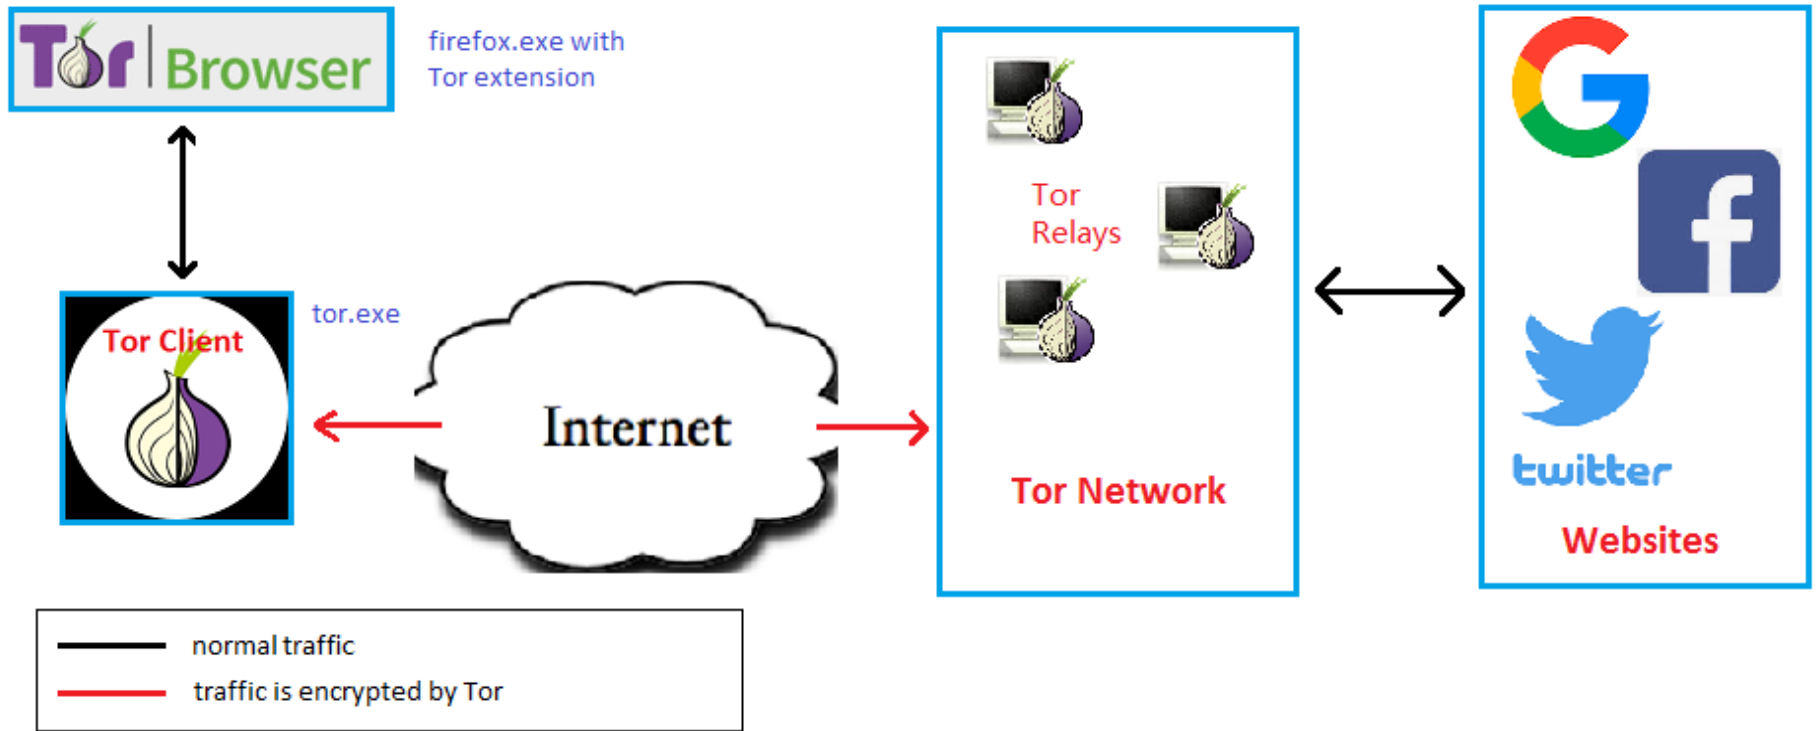 Tor Browser
firefox.exe with
Tor extension
Tor Client
tor.exe
Internet
Tor
Relays
Tor Network
f
twitter
Websites
normal traffic
traffic is encrypted by Tor